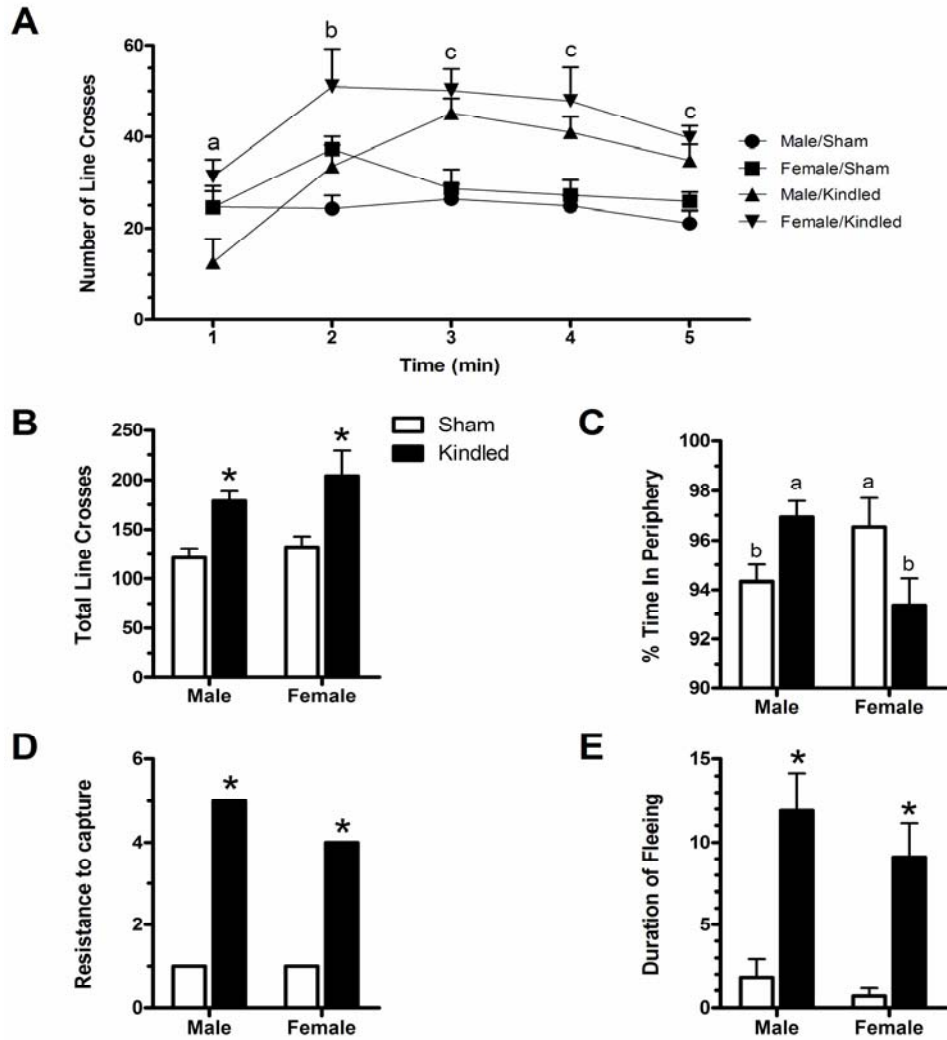 A
Number of Line Crosses
60
40
20
0
a
b
c
c
c
1 2 3 4 5
Time (min)
Male/Sham
Female/Sham
Male/Kindled
Female/Kindled
B
Total Line Crosses
250
200
150
100
50
0
*
*
Male Female
Sham
Kindled
C
% Time In Periphery
100
98
96
94
92
90
b
a
a
b
Male Female
D
Resistance to capture
6
4
2
0
*
*
Male Female
E
Duration of Fleeing
15
10
5
0
*
*
Male Female